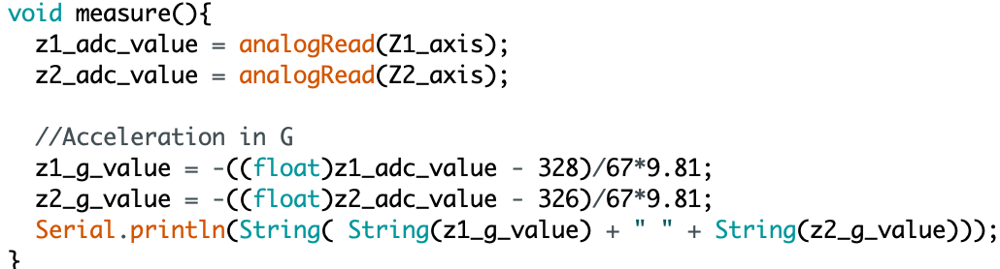 void measure(){
z1_adc_value = analogRead(Z1_axis);
z2_adc_value = analogRead(Z2_axis);
//Acceleration in G
z1_g_value = -((float)z1_adc_value - 328)/67*9.81;
z2_g_value = -((float)z2_adc_value - 326)/67*9.81;
Serial.println(String( String(z1_g_value) + " " + String(z2_g_value)));
}